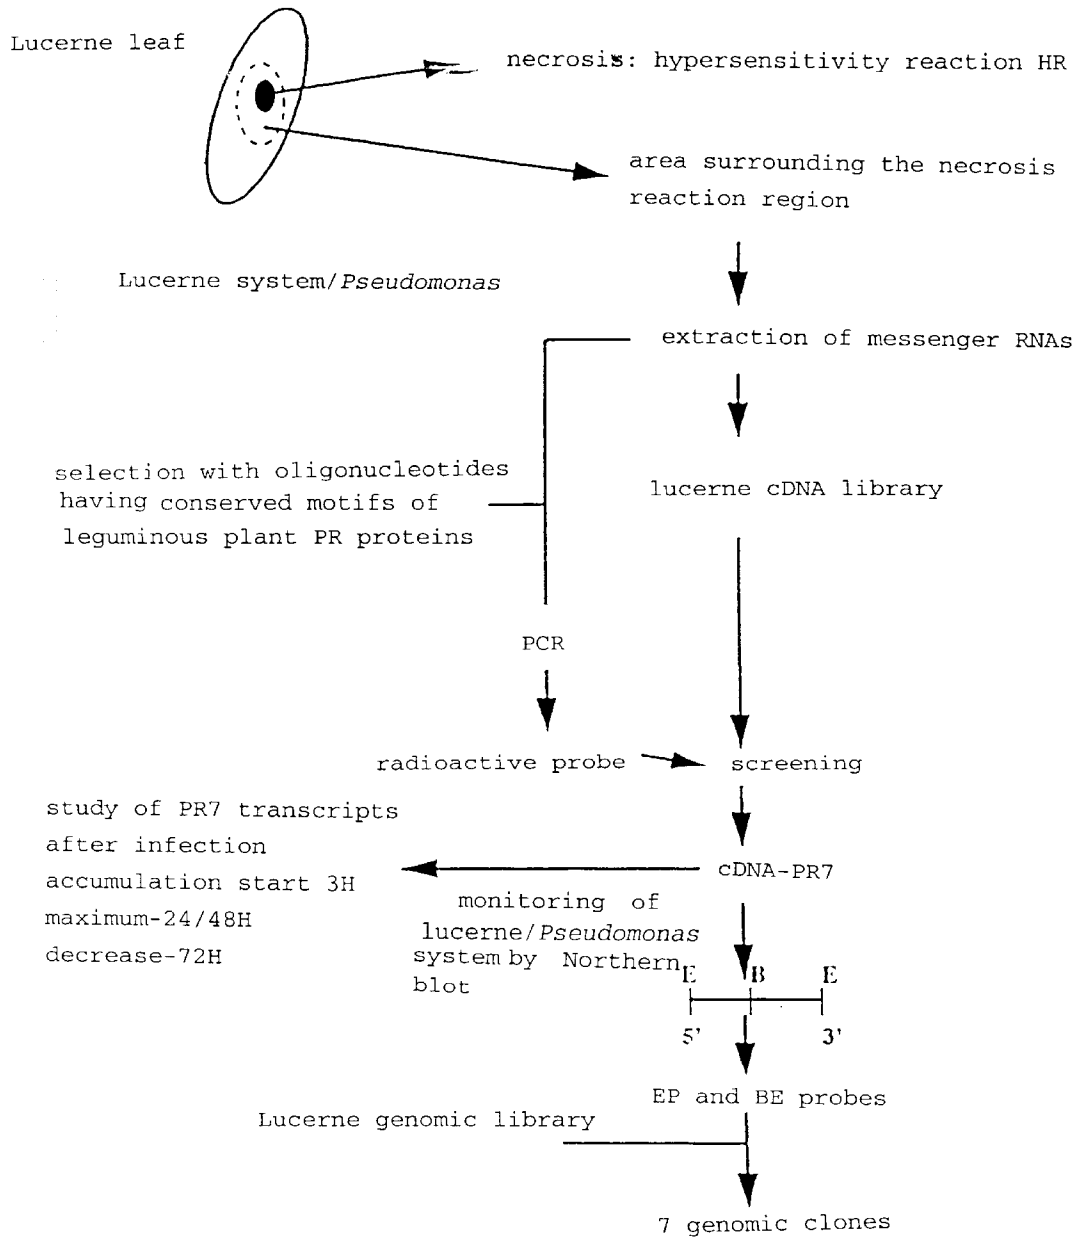 Lucerne leaf
necrosis: hypersensitivity reaction HR
area surrounding the necrosis
reaction region
Lucerne system/Pseudomonas
extraction of messenger RNAs
selection with oligonucleotides
having conserved motifs of
leguminous plant PR proteins
lucerne cDNA library
PCR
radioactive probe
screening
study of PR7 transcripts
after infection
accumulation start 3H
maximum-24/48H
decrease-72H
cDNA-PR7
monitoring of
lucerne/Pseudomonas
system by Northern
blot
E B E
5' 3'
EP and BE probes
Lucerne genomic library
7 genomic clones